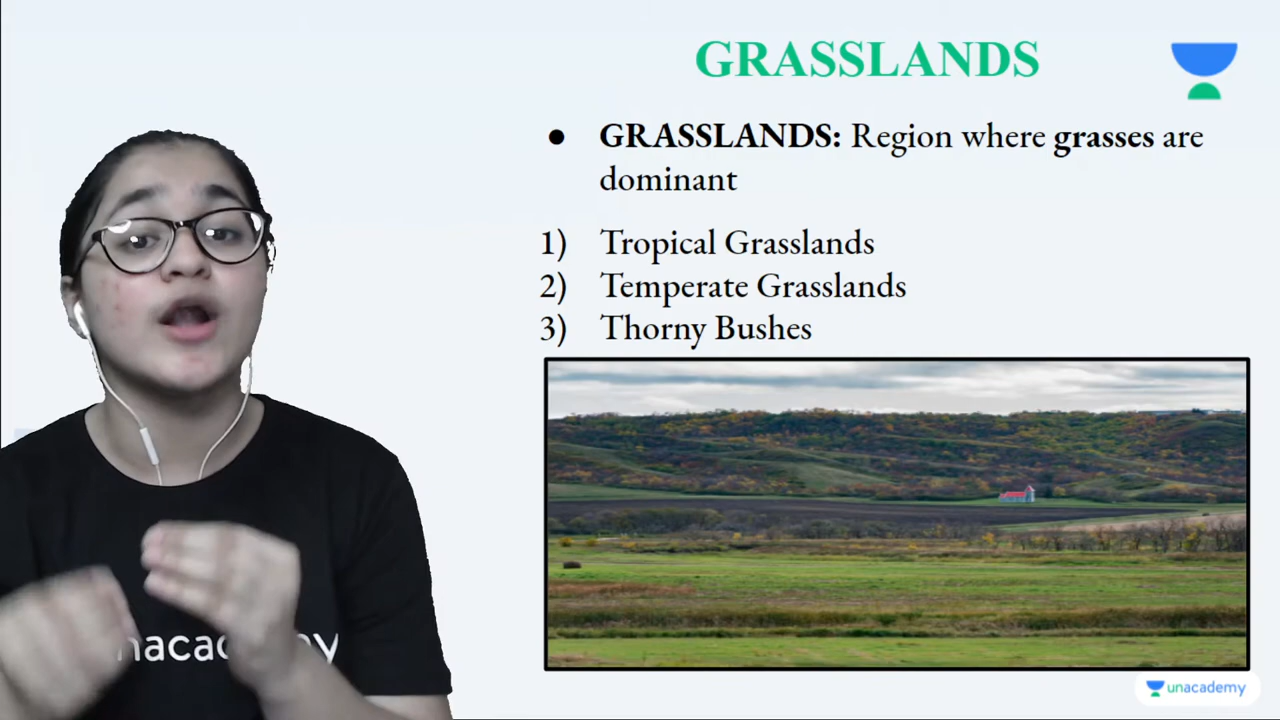 GRASSLANDS
● GRASSLANDS: Region where grasses are
dominant
1) Tropical Grasslands
2) Temperate Grasslands
3) Thorny Bushes
unacademy